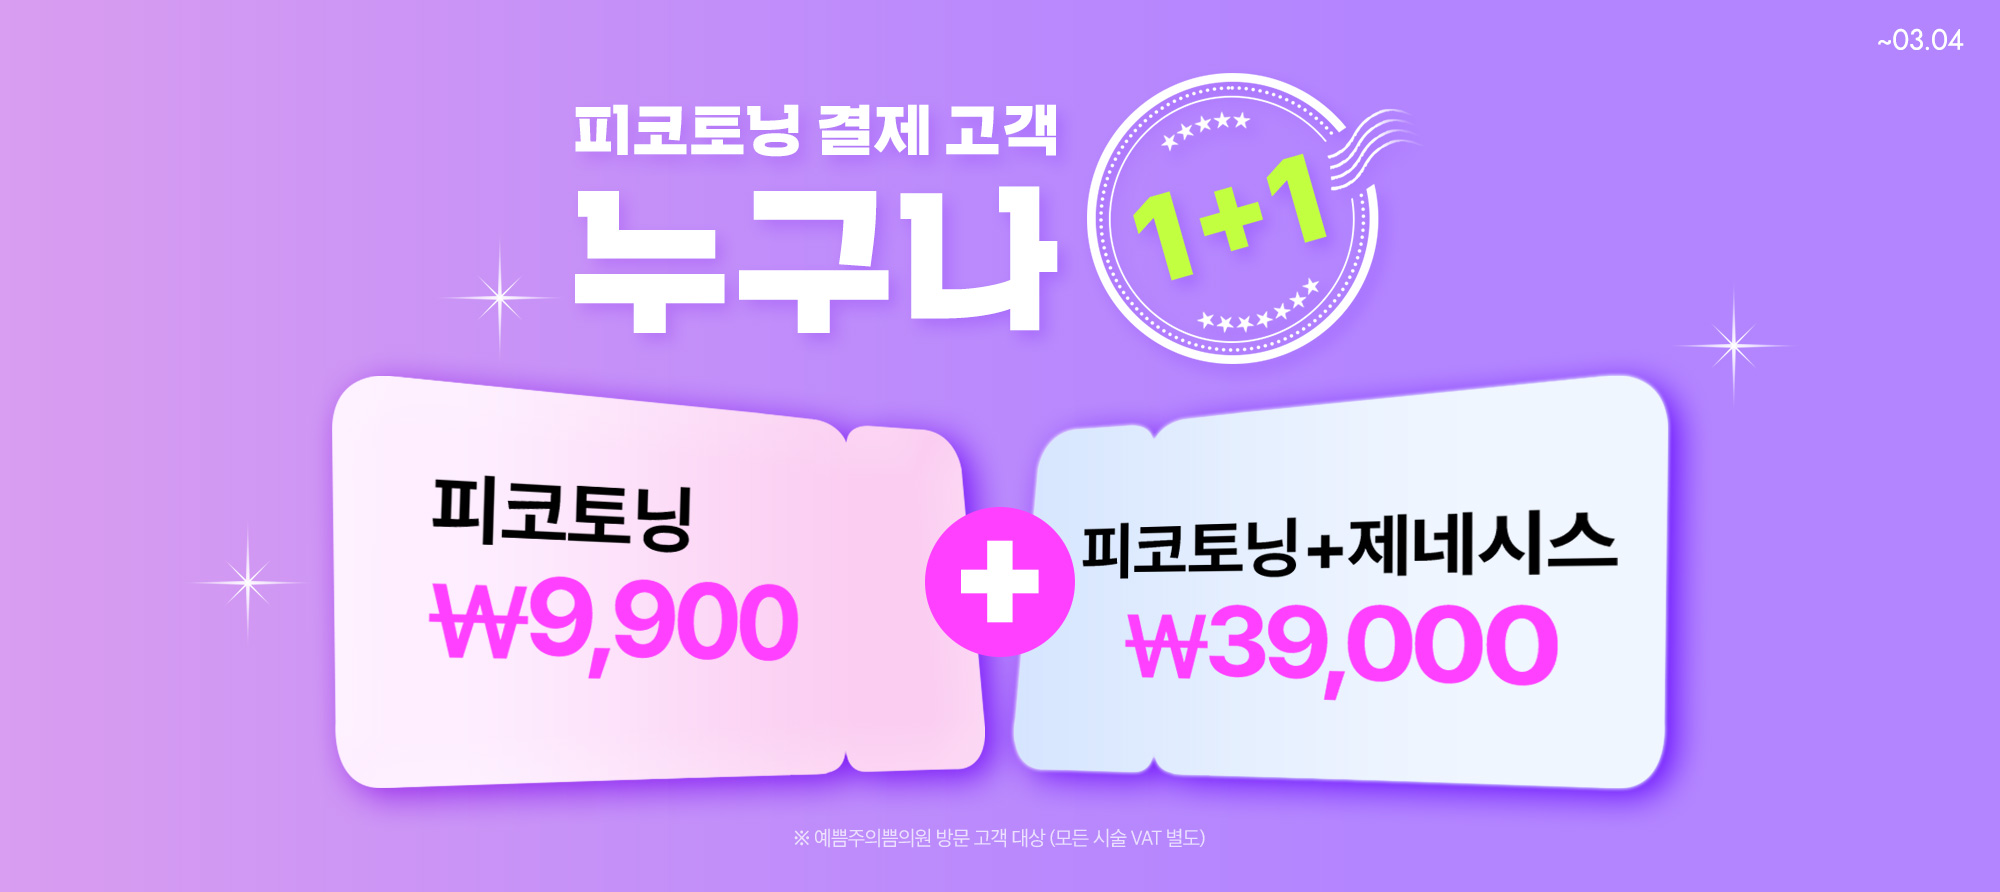 ~03.04
피코토닝 결제 고객
누구나
1+1
피코토닝
₩9,900
+
피코토닝+제네시스
₩39,000
※ 예쁨주의쁨의원 방문 고객 대상 (모든 시술 VAT 별도)